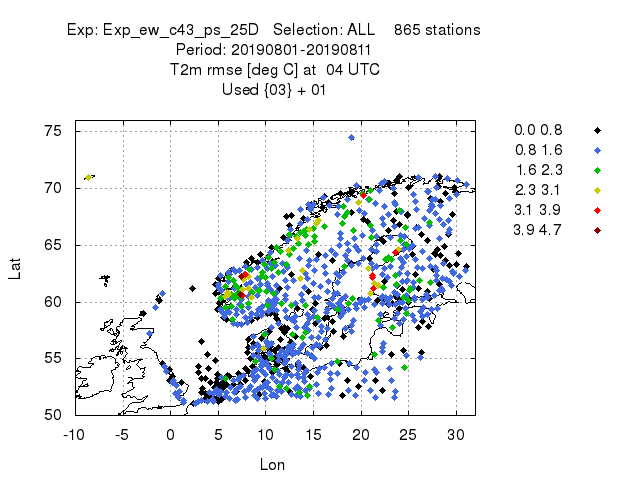 Exp: Exp_ew_c43_ps_25D Selection: ALL 865 stations
Period: 20190801-20190811
T2m rmse [deg C] at 04 UTC
Used {03} + 01
0.0 0.8
0.8 1.6
1.6 2.3
2.3 3.1
3.1 3.9
3.9 4.7
75
70
65
60
55
50
Lat
-10 -5 0 5 10 15 20 25 30
Lon